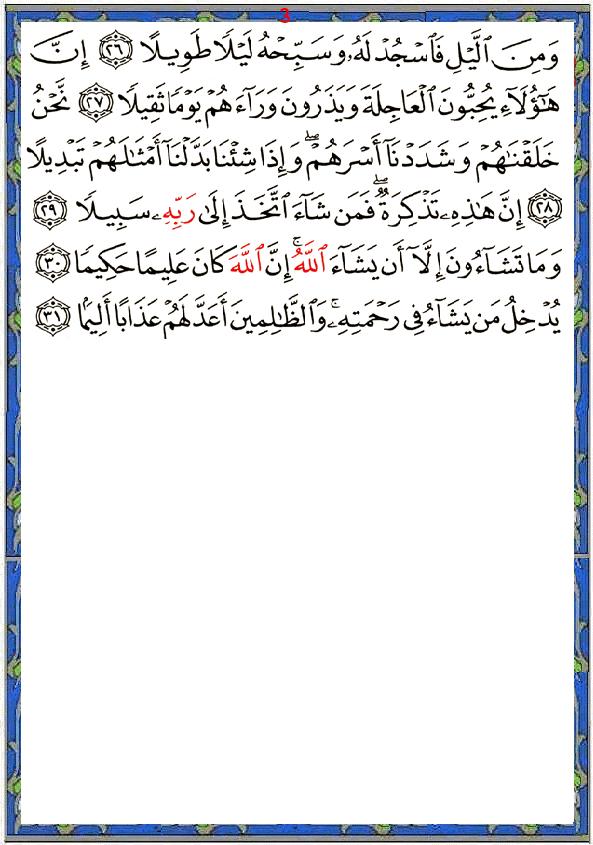 3
وَمِنَ ٱلَّيۡلِ فَٱسۡجُدۡ لَهُۥ وَسَبِّحۡهُ لَيۡلًا طَوِيلًا ٢٦ إِنَّ
هَٰٓؤُلَآءِ يُحِبُّونَ ٱلۡعَاجِلَةَ وَيَذَرُونَ وَرَآءَهُمۡ يَوۡمًا ثَقِيلًا ٢٧ نَّحۡنُ
خَلَقۡنَٰهُمۡ وَشَدَدۡنَآ أَسۡرَهُمۡۖ وَإِذَا شِئۡنَا بَدَّلۡنَآ أَمۡثَٰلَهُمۡ تَبۡدِيلًا
٢٨ إِنَّ هَٰذِهِۦ تَذۡكِرَةٞۖ فَمَن شَآءَ ٱتَّخَذَ إِلَىٰ رَبِّهِۦ سَبِيلٗا ٢٩
وَمَا تَشَآءُونَ إِلَّآ أَن يَشَآءَ ٱللَّهُۚ إِنَّ ٱللَّهَ كَانَ عَلِيمًا حَكِيمٗا ٣٠
يُدۡخِلُ مَن يَشَآءُ فِي رَحۡمَتِهِۦۚ وَٱلظَّٰلِمِينَ أَعَدَّ لَهُمۡ عَذَابًا أَلِيمَۢا ٣١